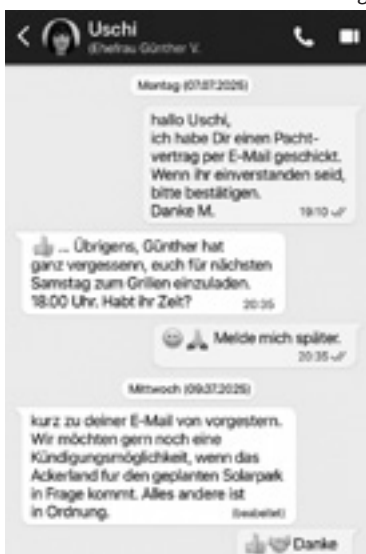 Uschi
(Ehefrau Günther V.
Montag (07.07.2025)
hallo Uschi,
ich habe Dir einen Pacht-
vertrag per E-Mail geschickt.
Wenn ihr einverstanden seid,
bitte bestätigen.
Danke M.
19:10
👍 ... Übrigens, Günther hat
ganz vergessenn, euch für nächsten
Samstag zum Grillen einzuladen.
18.00 Uhr. Habt ihr Zeit?
20:35
😀 🙏 Melde mich später.
20:35
Mittwoch (09.07.2025)
kurz zu deiner E-Mail von vorgestern.
Wir möchten gern noch eine
Kündigungsmöglichkeit, wenn das
Ackerland fur den geplanten Solarpark
in Frage kommt. Alles andere ist
in Ordnung.
(beabeitet)
👍🤝 Danke